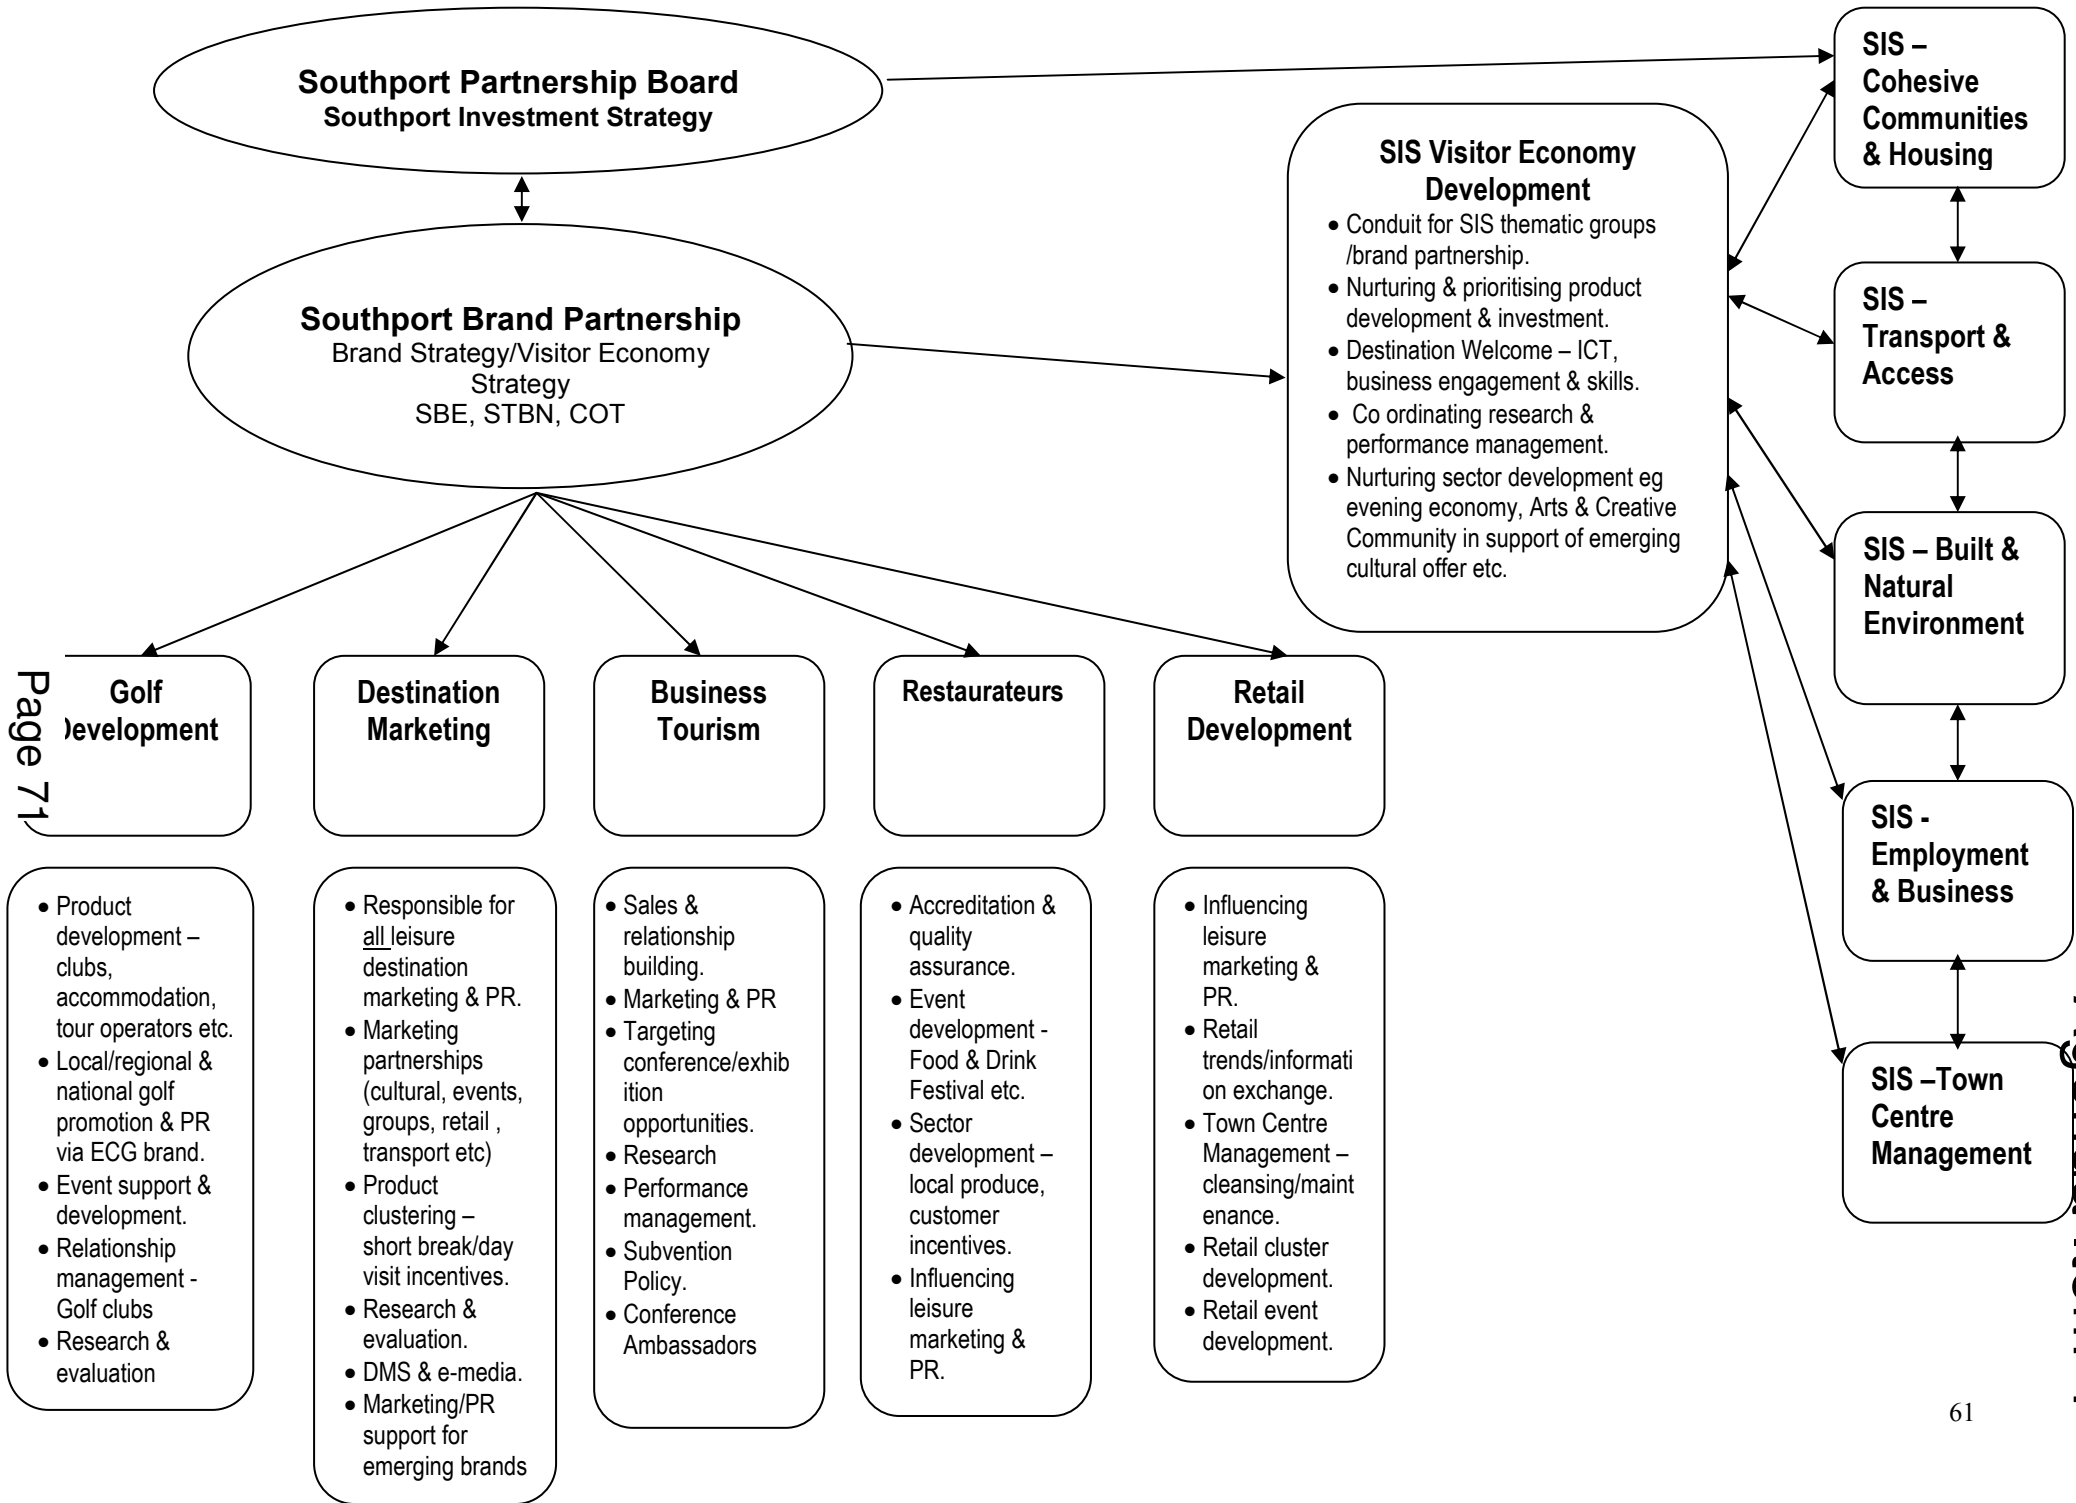 Southport Partnership Board
Southport Investment Strategy
Southport Brand Partnership
Brand Strategy/Visitor Economy
Strategy
SBE, STBN, COT
SIS Visitor Economy
Development
• Conduit for SIS thematic groups
/brand partnership.
• Nurturing & prioritising product
development & investment.
• Destination Welcome – ICT,
business engagement & skills.
• Co ordinating research &
performance management.
• Nurturing sector development eg
evening economy, Arts & Creative
Community in support of emerging
cultural offer etc.
SIS –
Cohesive
Communities
& Housing
SIS –
Transport &
Access
SIS – Built &
Natural
Environment
SIS -
Employment
& Business
SIS –Town
Centre
Management
Golf
Development
Destination
Marketing
Business
Tourism
Restaurateurs
Retail
Development
• Product
development –
clubs,
accommodation,
tour operators etc.
• Local/regional &
national golf
promotion & PR
via ECG brand.
• Event support &
development.
• Relationship
management -
Golf clubs
• Research &
evaluation
• Responsible for
all leisure
destination
marketing & PR.
• Marketing
partnerships
(cultural, events,
groups, retail ,
transport etc)
• Product
clustering –
short break/day
visit incentives.
• Research &
evaluation.
• DMS & e-media.
• Marketing/PR
support for
emerging brands
• Sales &
relationship
building.
• Marketing & PR
• Targeting
conference/exhib
ition
opportunities.
• Research
• Performance
management.
• Subvention
Policy.
• Conference
Ambassadors
• Accreditation &
quality
assurance.
• Event
development -
Food & Drink
Festival etc.
• Sector
development –
local produce,
customer
incentives.
• Influencing
leisure
marketing &
PR.
• Influencing
leisure
marketing &
PR.
• Retail
trends/informati
on exchange.
• Town Centre
Management –
cleansing/maint
enance.
• Retail cluster
development.
• Retail event
development.
Page 71
61